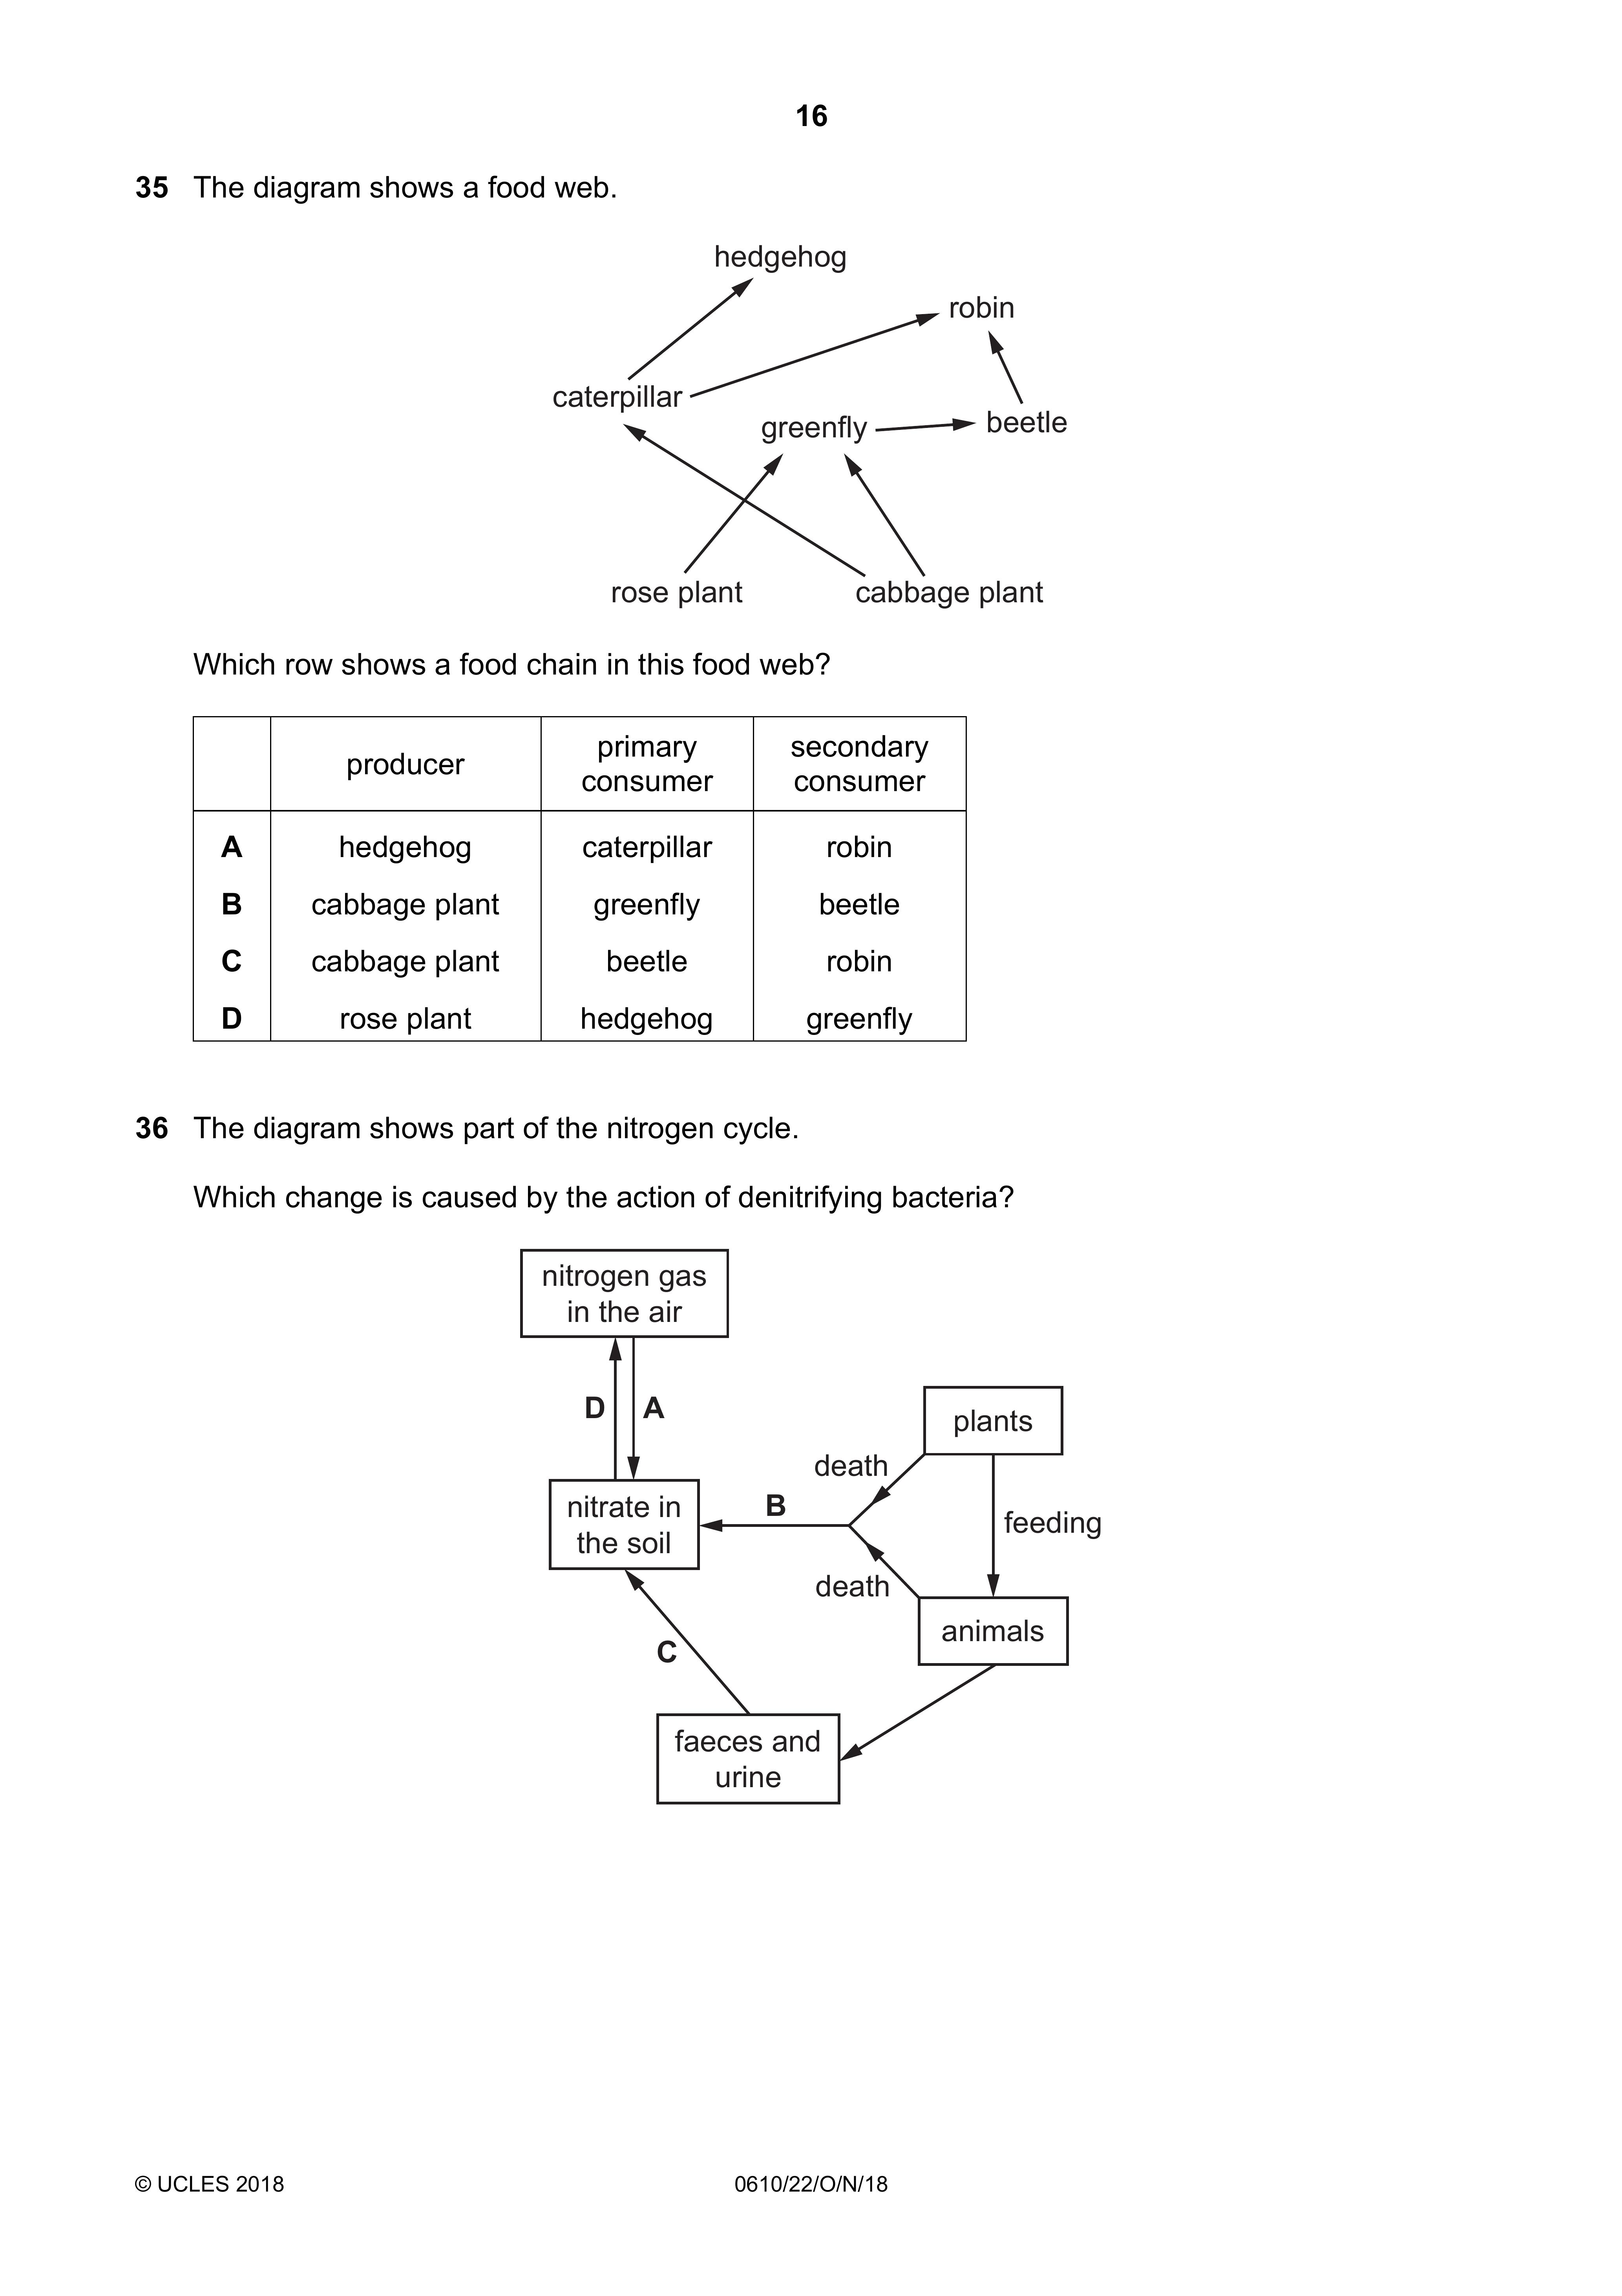 16
35 The diagram shows a food web.
hedgehog
robin
caterpillar
greenfly
beetle
rose plant
cabbage plant
Which row shows a food chain in this food web?
producer
primary
consumer
secondary
consumer
A hedgehog caterpillar robin
B cabbage plant greenfly beetle
C cabbage plant beetle robin
D rose plant hedgehog greenfly
36 The diagram shows part of the nitrogen cycle.
Which change is caused by the action of denitrifying bacteria?
nitrogen gas
in the air
D
A
plants
death
B
nitrate in
the soil
feeding
death
animals
C
faeces and
urine
© UCLES 2018
0610/22/O/N/18